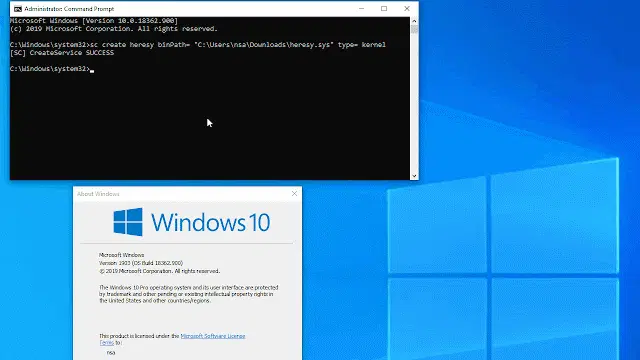 Administrator: Command Prompt
Microsoft Windows [Version 10.0.18362.900]
(c) 2019 Microsoft Corporation. All rights reserved.
C:\Windows\system32>sc create heresy binPath= "C:\Users\nsa\Downloads\heresy.sys" type= kernel
[SC] CreateService SUCCESS
C:\Windows\system32>
About Windows
Windows 10
Microsoft Windows
Version 1903 (OS Build 18362.900)
© 2019 Microsoft Corporation. All rights reserved.
The Windows 10 Pro operating system and its user interface are protected
by trademark and other pending or existing intellectual property rights in
the United States and other countries/regions.
This product is licensed under the Microsoft Software License
Terms to:
nsa